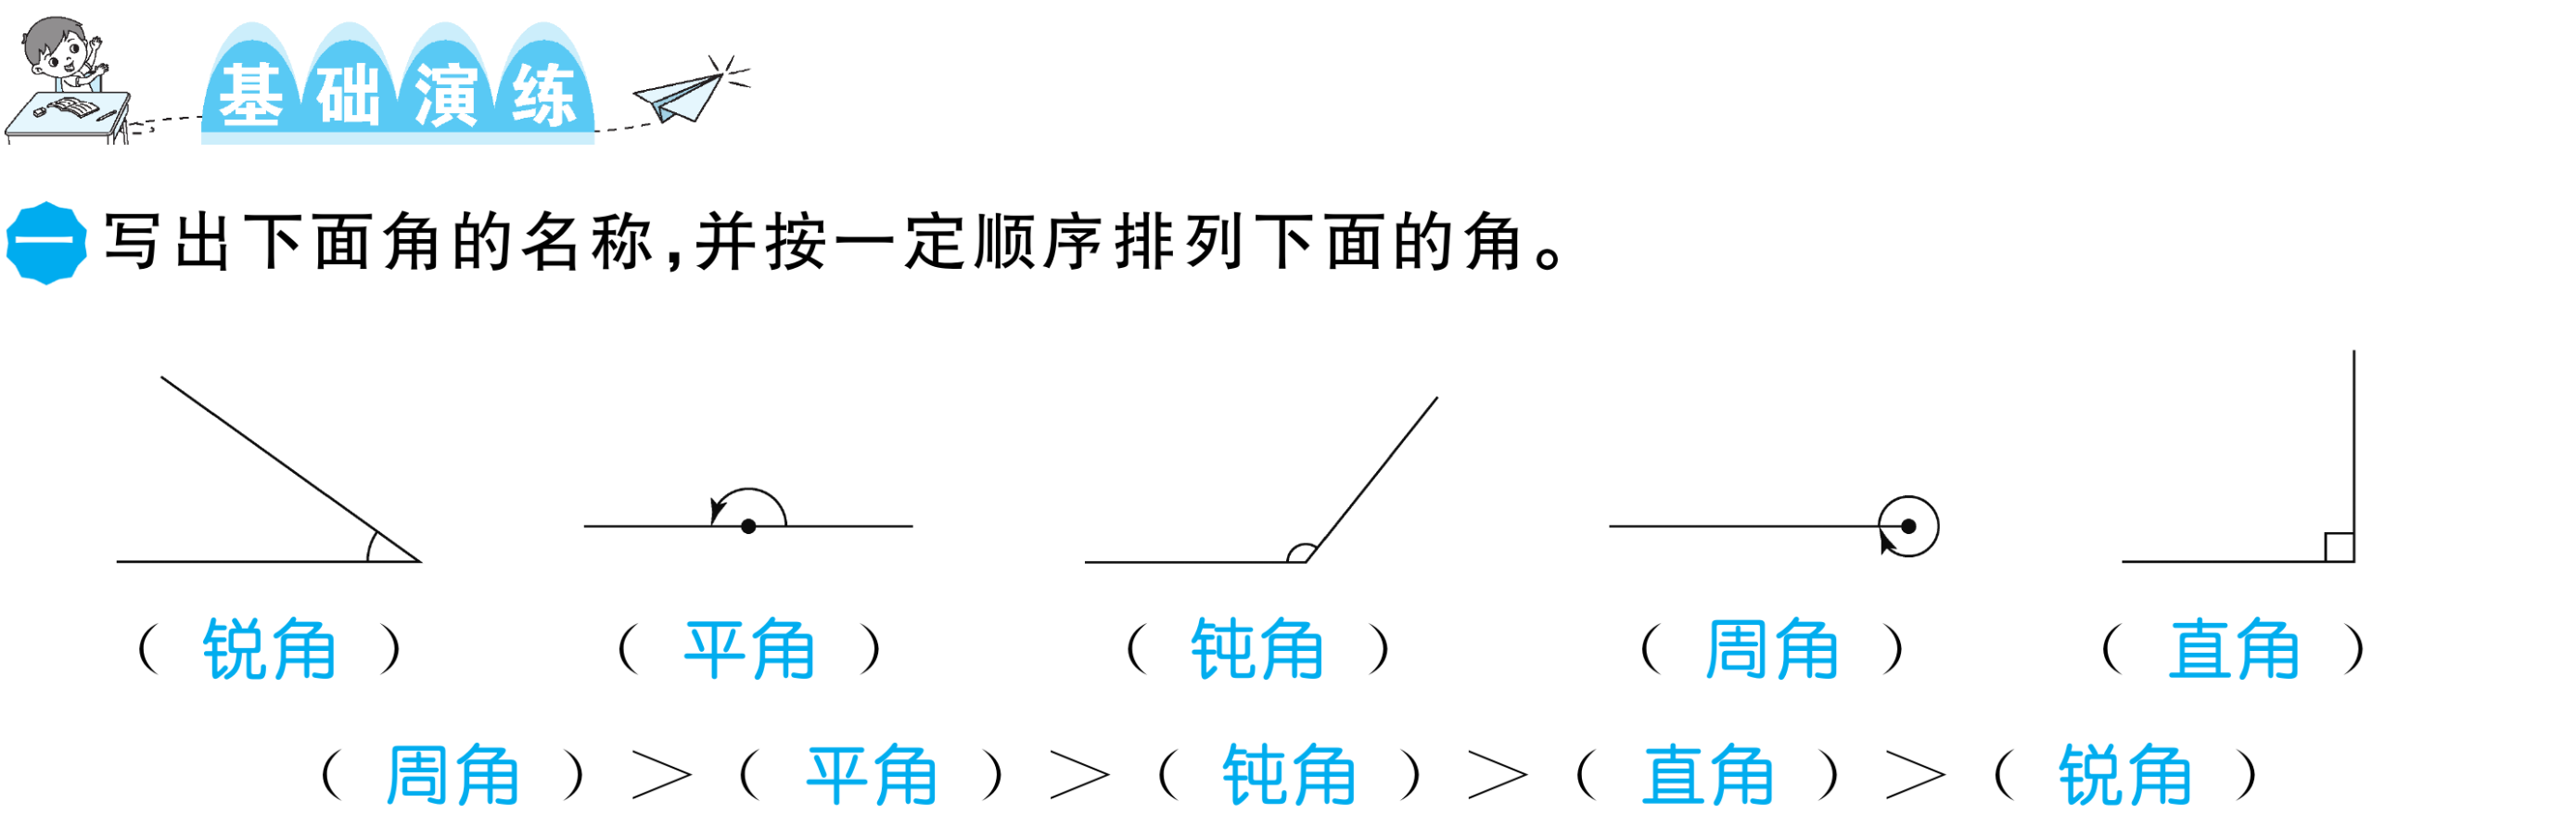 基础演练
一 写出下面角的名称,并按一定顺序排列下面的角。
( 锐角 ) ( 平角 ) ( 钝角 ) ( 周角 ) ( 直角 )
( 周角 ) > ( 平角 ) > ( 钝角 ) > ( 直角 ) > ( 锐角 )